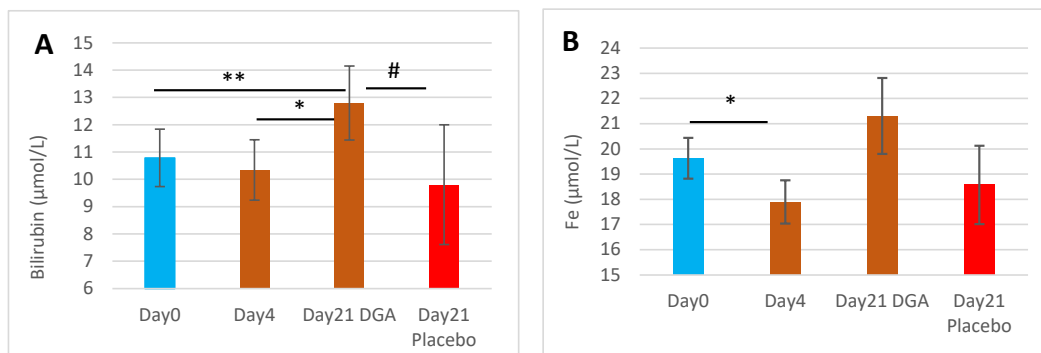 A
Bilirubin (µmol/L)
15
14
13
12
11
10
9
8
7
6
**
*
#
Day0
Day4
Day21 DGA
Day21
Placebo
B
Fe (µmol/L)
24
23
22
21
20
19
18
17
16
15
*
Day0
Day4
Day21 DGA
Day21
Placebo